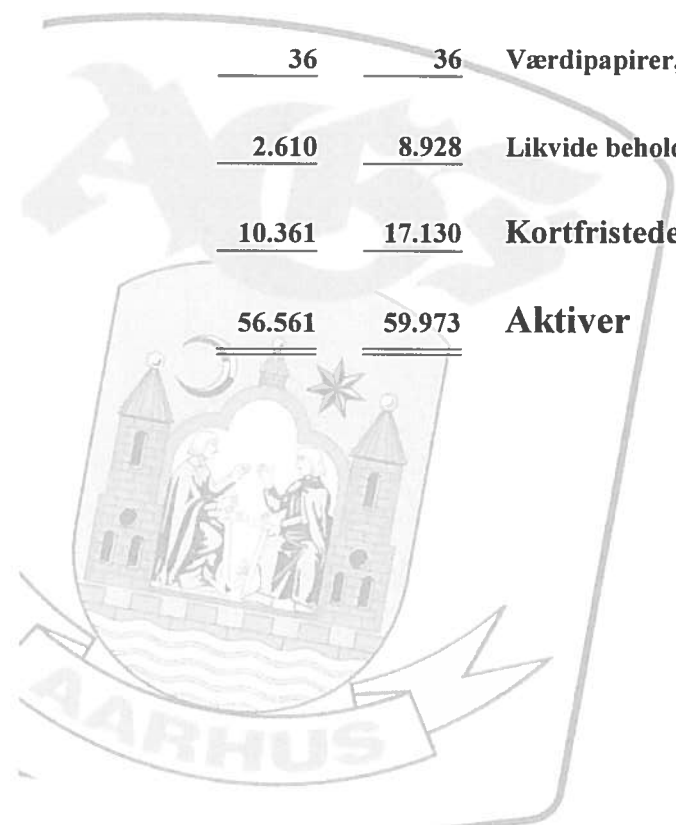 AGF
36 36 Værdipapirer,
2.610 8.928 Likvide behold
10.361 17.130 Kortfristede
56.561 59.973 Aktiver
AARHUS